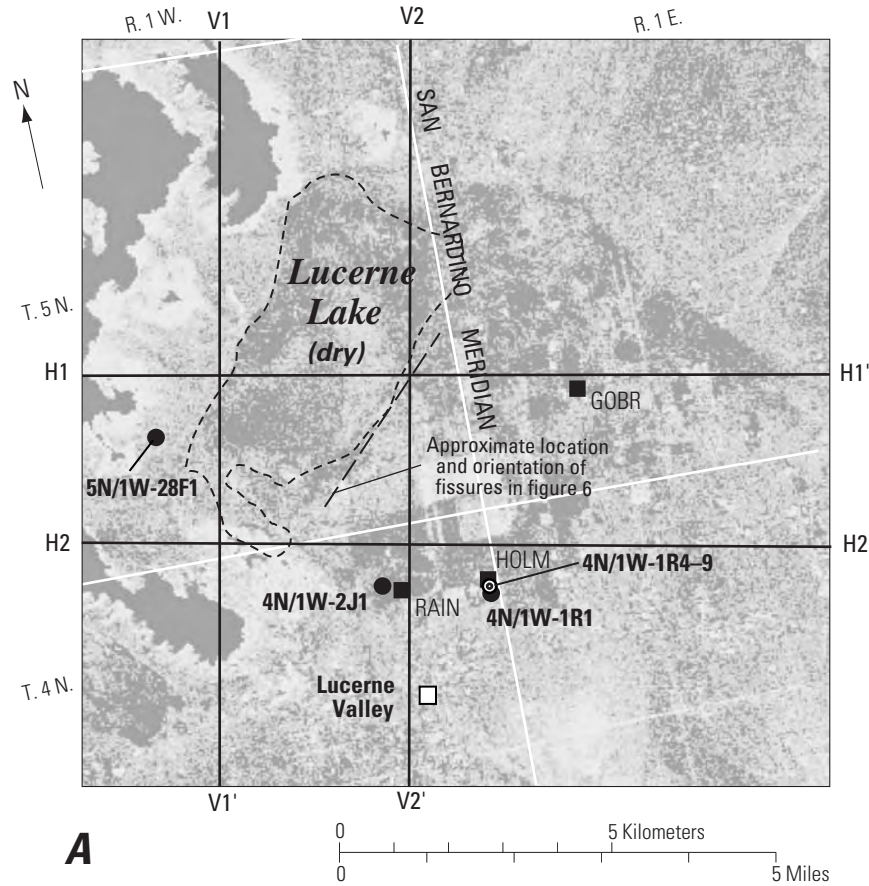 R. 1 W.
V1
V2
R. 1 E.
N
SAN BERNARDINO MERIDIAN
Lucerne
Lake
(dry)
T. 5 N.
H1
H1'
GOBR
5N/1W-28F1
Approximate location
and orientation of
fissures in figure 6
H2
H2
HOLM
4N/1W-1R4–9
4N/1W-2J1
RAIN
4N/1W-1R1
T. 4 N.
Lucerne
Valley
V1'
V2'
A
0
5 Kilometers
0
5 Miles